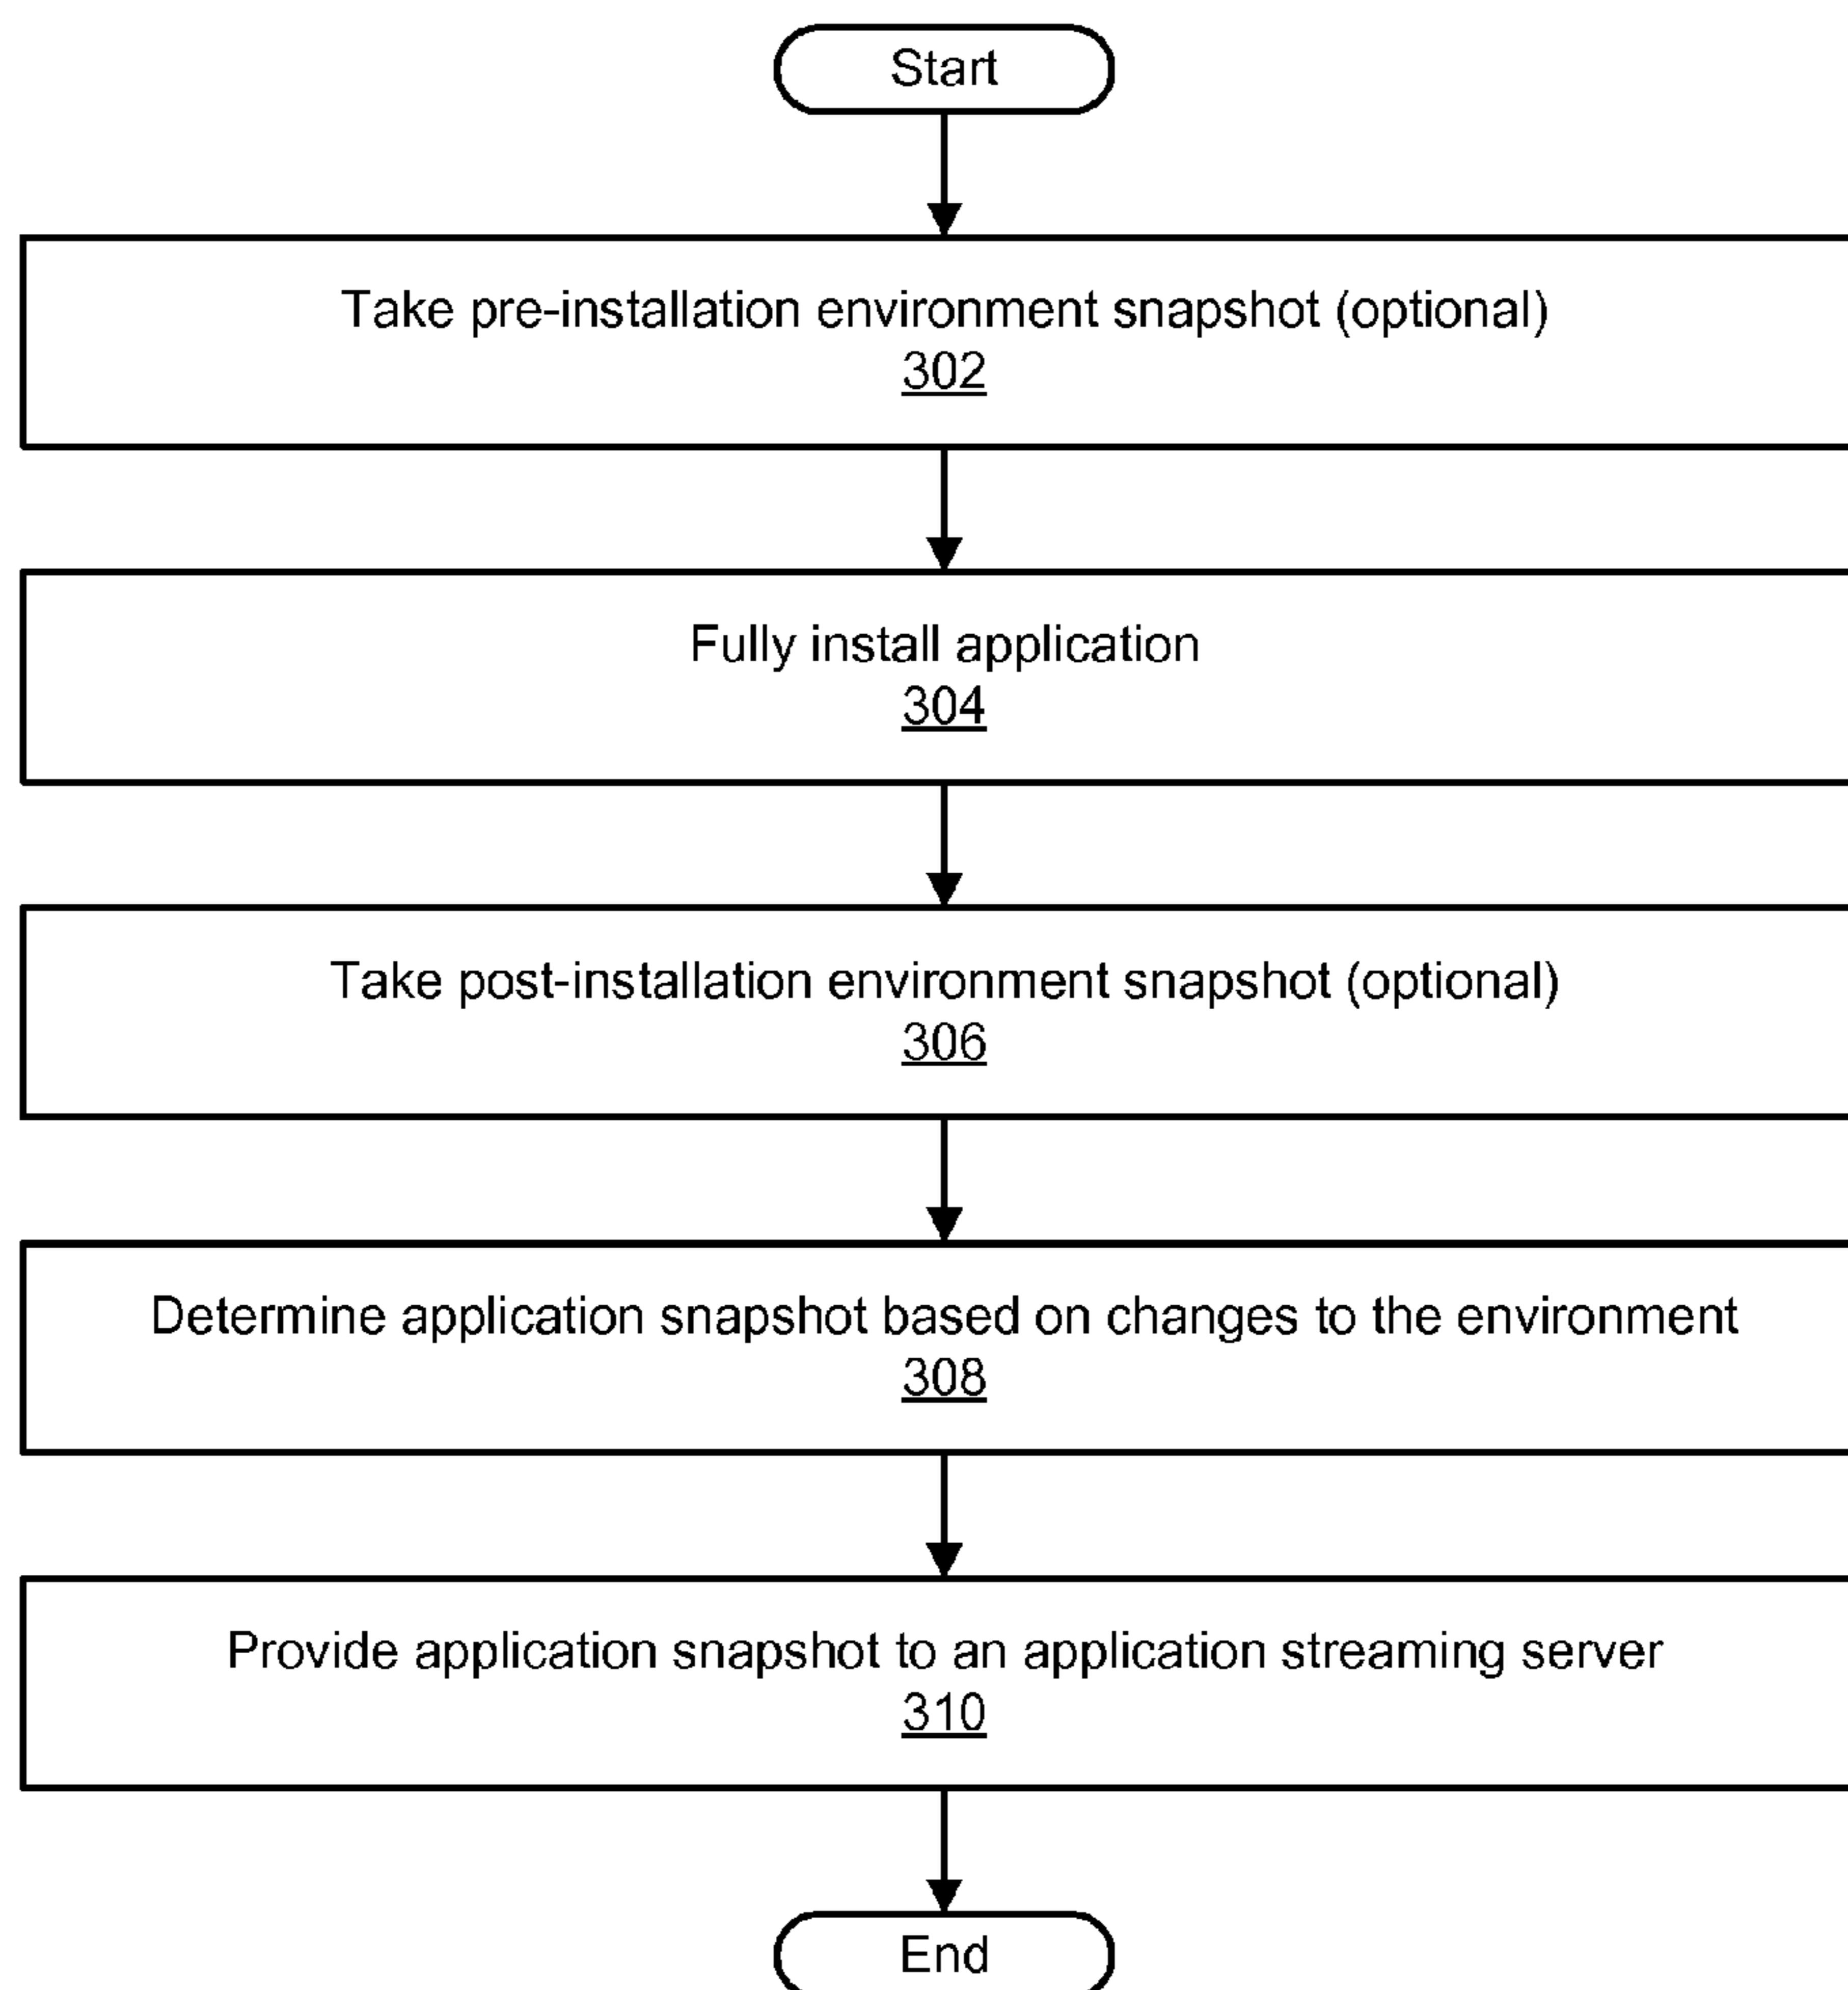 Start
Take pre-installation environment snapshot (optional)
302
Fully install application
304
Take post-installation environment snapshot (optional)
306
Determine application snapshot based on changes to the environment
308
Provide application snapshot to an application streaming server
310
End